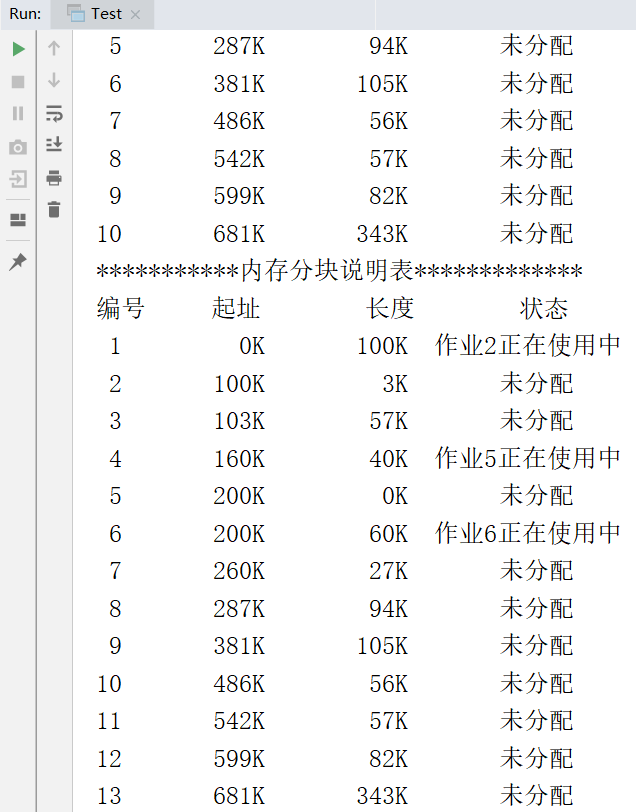 Run: Test
5 287K 94K 未分配
6 381K 105K 未分配
7 486K 56K 未分配
8 542K 57K 未分配
9 599K 82K 未分配
10 681K 343K 未分配
***********内存分块说明表*************
编号 起址 长度 状态
1 0K 100K 作业2正在使用中
2 100K 3K 未分配
3 103K 57K 未分配
4 160K 40K 作业5正在使用中
5 200K 0K 未分配
6 200K 60K 作业6正在使用中
7 260K 27K 未分配
8 287K 94K 未分配
9 381K 105K 未分配
10 486K 56K 未分配
11 542K 57K 未分配
12 599K 82K 未分配
13 681K 343K 未分配